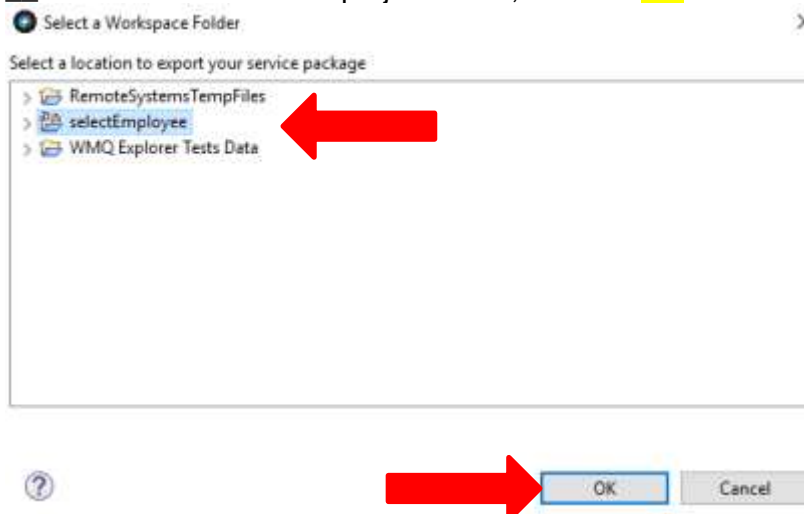 Select a Workspace Folder
Select a location to export your service package
RemoteSystemsTempFiles
selectEmployee
WMQ Explorer Tests Data
OK Cancel